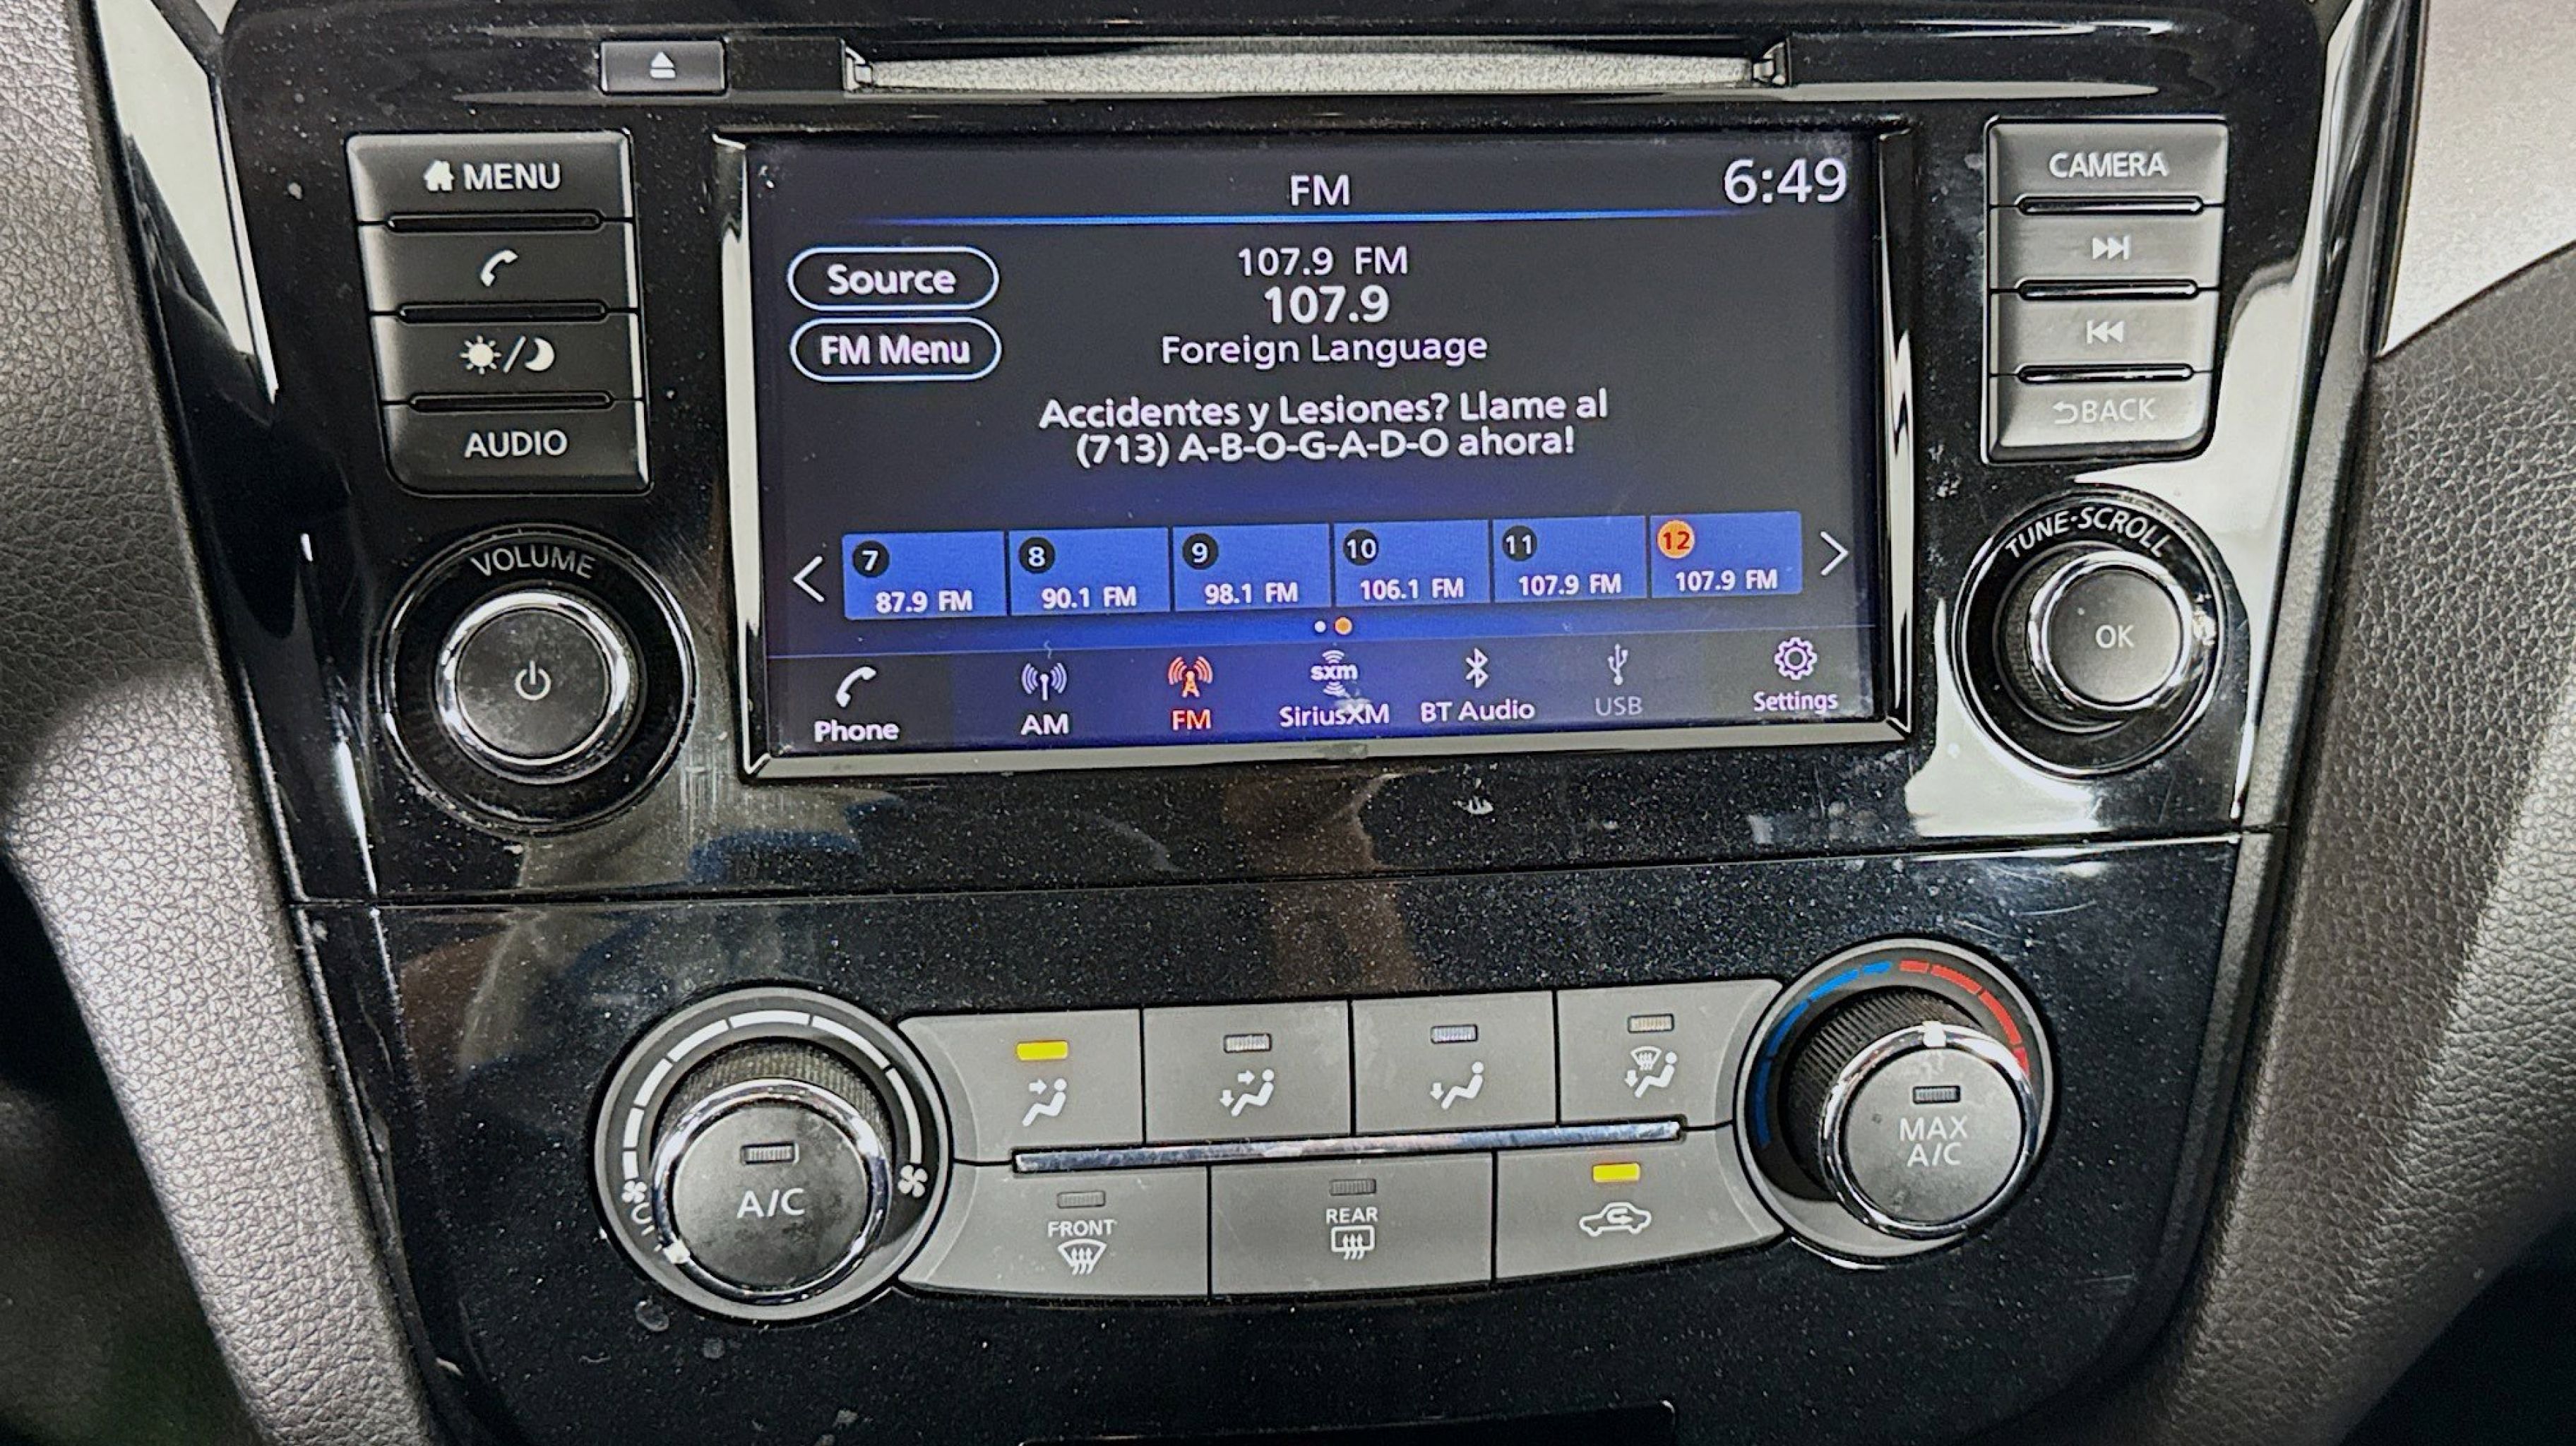 MENU
AUDIO
VOLUME
FM
6:49
Source
107.9 FM
107.9
FM Menu
Foreign Language
Accidentes y Lesiones? Llame al
(713) A-B-O-G-A-D-O ahora!
7
87.9 FM
8
90.1 FM
9
98.1 FM
10
106.1 FM
11
107.9 FM
12
107.9 FM
Phone
AM
FM
sxm
SiriusXM
BT Audio
USB
Settings
CAMERA
BACK
TUNE·SCROLL
OK
A/C
MAX
A/C
FRONT
REAR